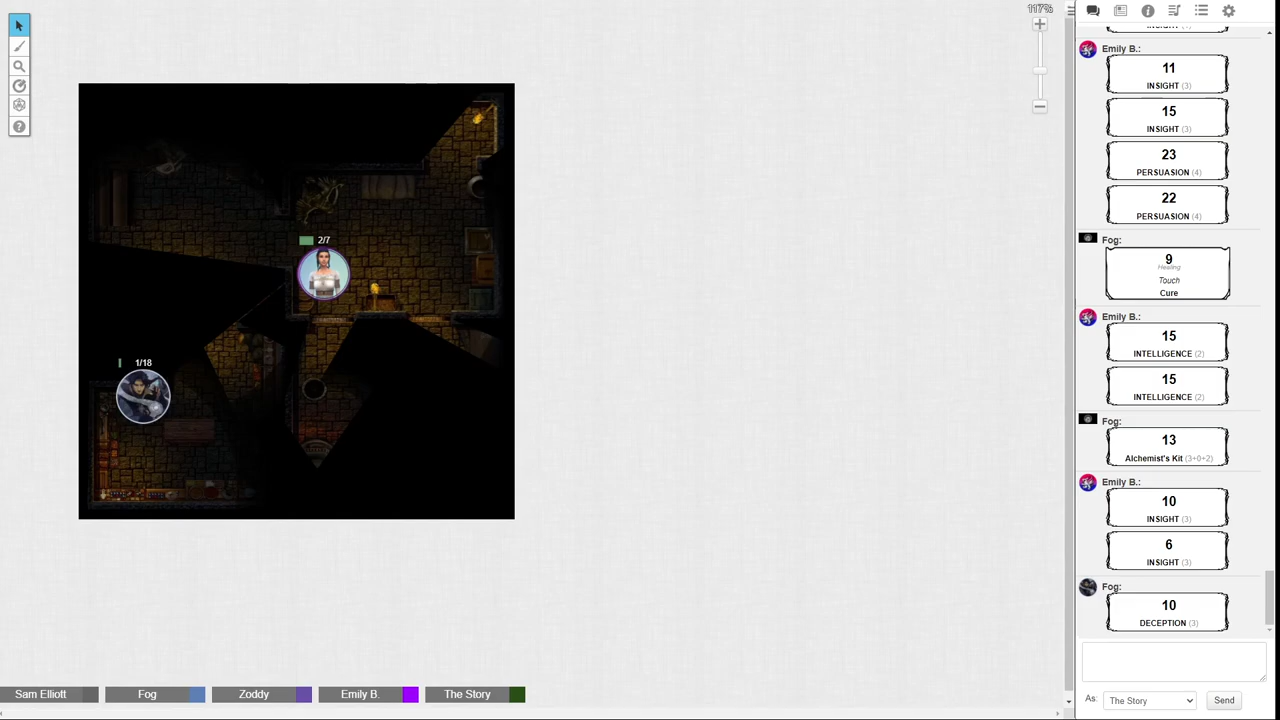 117%
Emily B.:
11
INSIGHT (3)
15
INSIGHT (3)
23
PERSUASION (4)
22
PERSUASION (4)
Fog:
9
Healing
Touch
Cure
Emily B.:
15
INTELLIGENCE (2)
15
INTELLIGENCE (2)
Fog:
13
Alchemist's Kit (3+0+2)
Emily B.:
10
INSIGHT (3)
6
INSIGHT (3)
Fog:
10
DECEPTION (3)
2/7
1/18
Sam Elliott
Fog
Zoddy
Emily B.
The Story
As:
The Story
Send